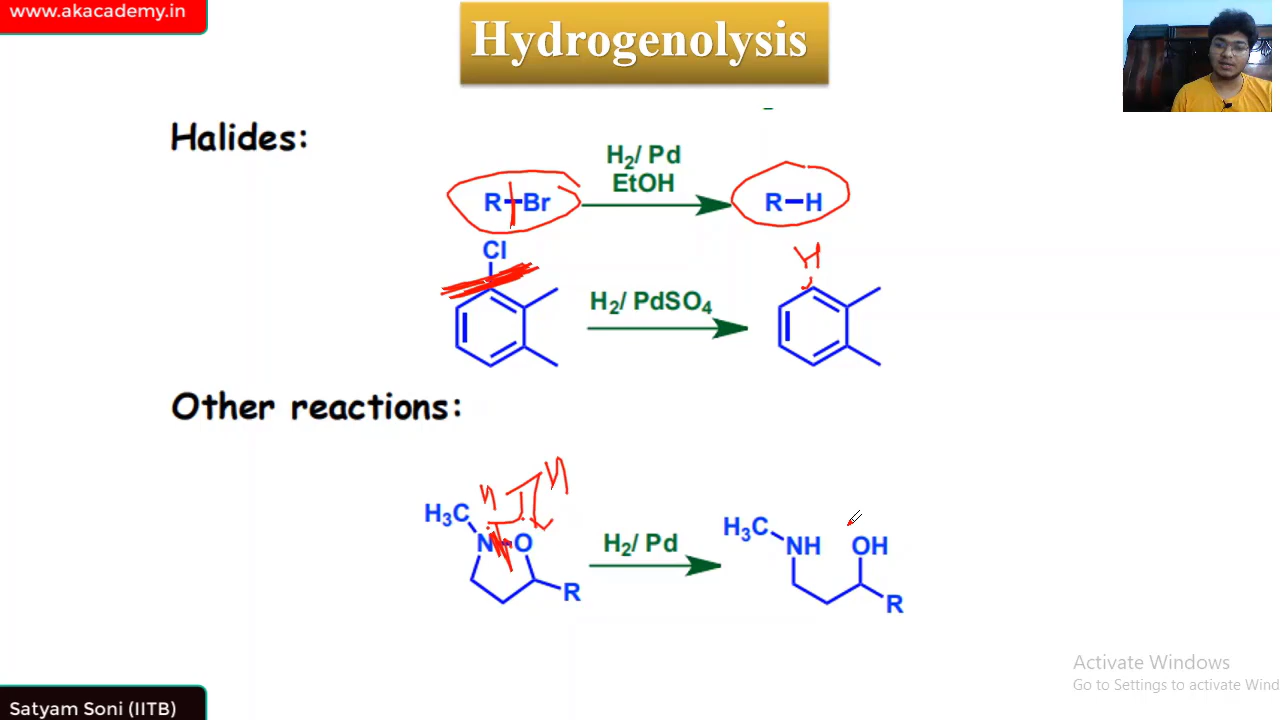 www.akacademy.in
Hydrogenolysis
Halides:
H2/ Pd
EtOH
R-Br
R-H
Cl
H
H2/ PdSO4
Other reactions:
H H
H3C
N-O
R
H2/ Pd
H3C
NH
OH
R
Activate Windows
Go to Settings to activate Wind
Satyam Soni (IITB)